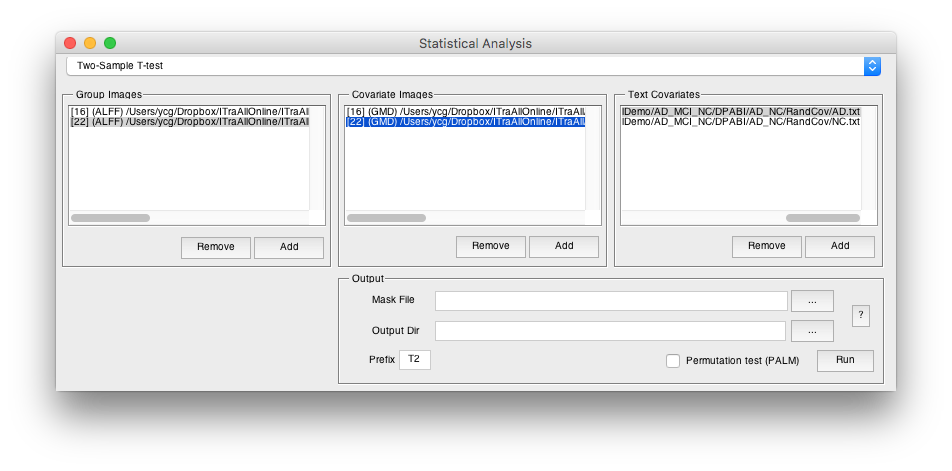 Statistical Analysis
Two-Sample T-test
Group Images
[16] (ALFF) /Users/ycg/Dropbox/ITraAllOnline/ITraAll
[22] (ALFF) /Users/ycg/Dropbox/ITraAllOnline/ITraAll
Remove
Add
Covariate Images
[16] (GMD) /Users/ycg/Dropbox/ITraAllOnline/ITraAll
[22] (GMD) /Users/ycg/Dropbox/ITraAllOnline/ITraAll
Remove
Add
Text Covariates
lDemo/AD_MCI_NC/DPABI/AD_NC/RandCov/AD.txt
lDemo/AD_MCI_NC/DPABI/AD_NC/RandCov/NC.txt
Remove
Add
Output
Mask File
...
?
Output Dir
...
Prefix
T2
Permutation test (PALM)
Run